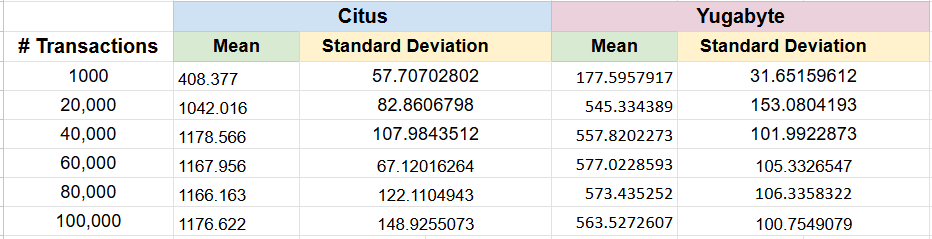 Citus Yugabyte
# Transactions Mean Standard Deviation Mean Standard Deviation
1000 408.377 57.70702802 177.5957917 31.65159612
20,000 1042.016 82.8606798 545.334389 153.0804193
40,000 1178.566 107.9843512 557.8202273 101.9922873
60,000 1167.956 67.12016264 577.0228593 105.3326547
80,000 1166.163 122.1104943 573.435252 106.3358322
100,000 1176.622 148.9255073 563.5272607 100.7549079